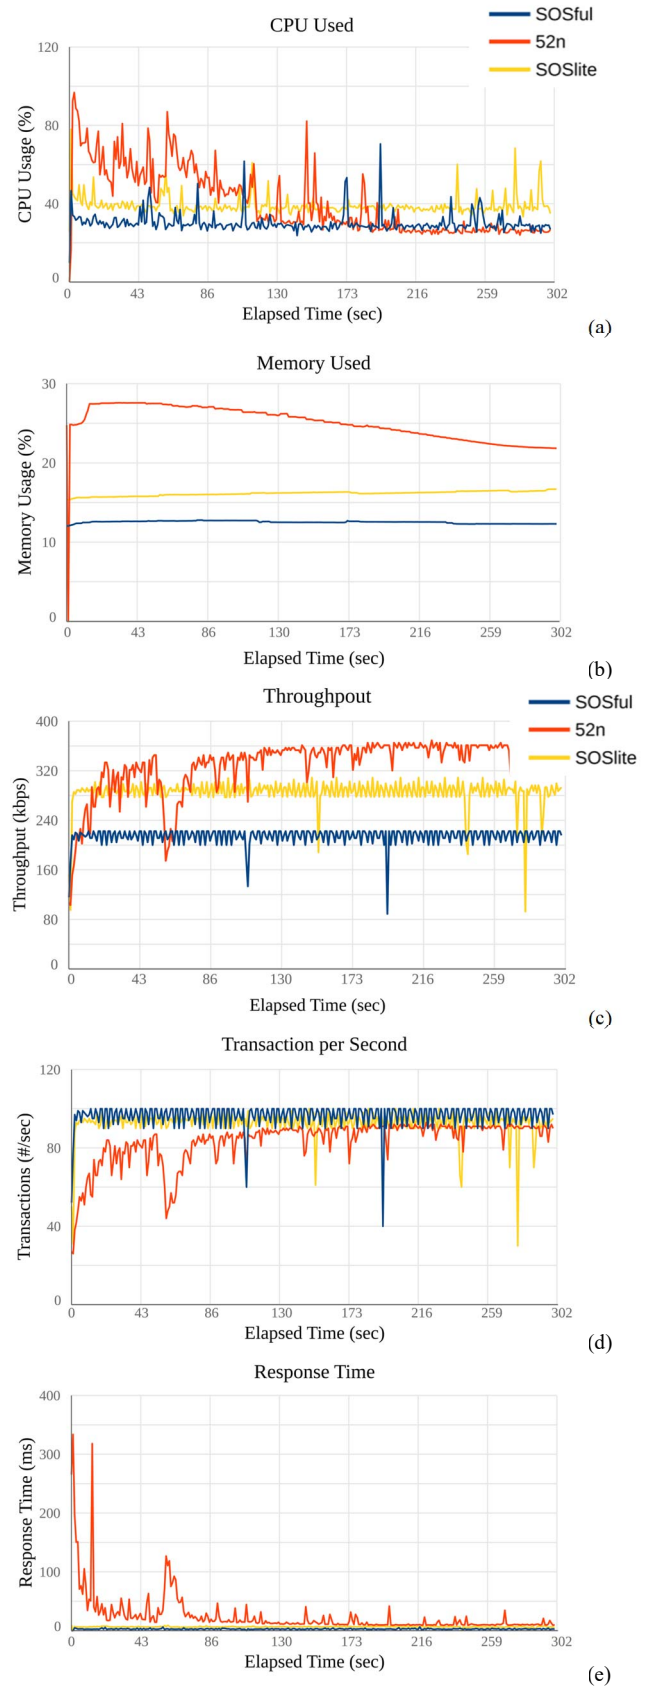 CPU Used
SOSful
52n
SOSlite
120
80
40
0
CPU Usage (%)
0 43 86 130 173 216 259 302
Elapsed Time (sec)
(a)
Memory Used
30
20
10
0
Memory Usage (%)
0 43 86 130 173 216 259 302
Elapsed Time (sec)
(b)
Throughpout
SOSful
52n
SOSlite
400
320
240
160
80
0
Throughput (kbps)
0 43 86 130 173 216 259 302
Elapsed Time (sec)
(c)
Transaction per Second
120
80
40
0
Transactions (#/sec)
0 43 86 130 173 216 259 302
Elapsed Time (sec)
(d)
Response Time
400
300
200
100
0
Response Time (ms)
0 43 86 130 173 216 259 302
Elapsed Time (sec)
(e)